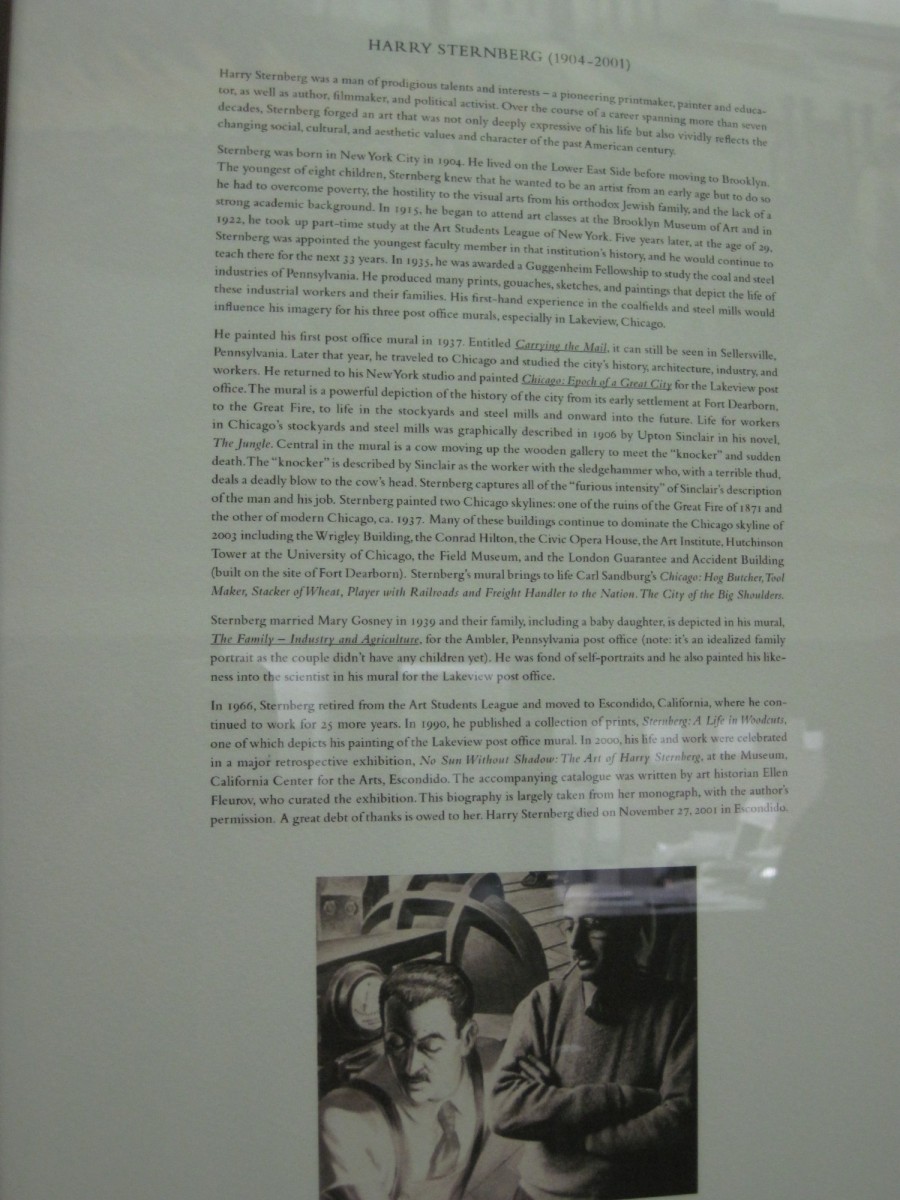 HARRY STERNBERG (1904–2001)
Harry Sternberg was a man of prodigious talents and interests – a pioneering printmaker, painter and educa-
tor, as well as author, filmmaker, and political activist. Over the course of a career spanning more than seven
decades, Sternberg forged an art that was not only deeply expressive of his life but also vividly reflects the
changing social, cultural, and aesthetic values and character of the past American century.
Sternberg was born in New York City in 1904. He lived on the Lower East Side before moving to Brooklyn.
The youngest of eight children, Sternberg knew that he wanted to be an artist from an early age but to do so
he had to overcome poverty, the hostility to the visual arts from his orthodox Jewish family, and the lack of a
strong academic background. In 1915, he began to attend art classes at the Brooklyn Museum of Art and in
1922, he took up part-time study at the Art Students League of New York. Five years later, at the age of 29,
Sternberg was appointed the youngest faculty member in that institution's history, and he would continue to
teach there for the next 33 years. In 1935, he was awarded a Guggenheim Fellowship to study the coal and steel
industries of Pennsylvania. He produced many prints, gouaches, sketches, and paintings that depict the life of
these industrial workers and their families. His first-hand experience in the coalfields and steel mills would
influence his imagery for his three post office murals, especially in Lakeview, Chicago.
He painted his first post office mural in 1937. Entitled Carrying the Mail, it can still be seen in Sellersville,
Pennsylvania. Later that year, he traveled to Chicago and studied the city's history, architecture, industry, and
workers. He returned to his New York studio and painted Chicago: Epoch of a Great City for the Lakeview post
office. The mural is a powerful depiction of the history of the city from its early settlement at Fort Dearborn,
to the Great Fire, to life in the stockyards and steel mills and onward into the future. Life for workers
in Chicago's stockyards and steel mills was graphically described in 1906 by Upton Sinclair in his novel,
The Jungle. Central in the mural is a cow moving up the wooden gallery to meet the "knocker" and sudden
death. The "knocker" is described by Sinclair as the worker with the sledgehammer who, with a terrible thud,
deals a deadly blow to the cow's head. Sternberg captures all of the "furious intensity" of Sinclair's description
of the man and his job. Sternberg painted two Chicago skylines: one of the ruins of the Great Fire of 1871 and
the other of modern Chicago, ca. 1937. Many of these buildings continue to dominate the Chicago skyline of
2003 including the Wrigley Building, the Conrad Hilton, the Civic Opera House, the Art Institute, Hutchinson
Tower at the University of Chicago, the Field Museum, and the London Guarantee and Accident Building
(built on the site of Fort Dearborn). Sternberg's mural brings to life Carl Sandburg's Chicago: Hog Butcher, Tool
Maker, Stacker of Wheat, Player with Railroads and Freight Handler to the Nation. The City of the Big Shoulders.
Sternberg married Mary Gosney in 1939 and their family, including a baby daughter, is depicted in his mural,
The Family – Industry and Agriculture, for the Ambler, Pennsylvania post office (note: it's an idealized family
portrait as the couple didn't have any children yet). He was fond of self-portraits and he also painted his like-
ness into the scientist in his mural for the Lakeview post office.
In 1966, Sternberg retired from the Art Students League and moved to Escondido, California, where he con-
tinued to work for 25 more years. In 1990, he published a collection of prints, Sternberg: A Life in Woodcuts,
one of which depicts his painting of the Lakeview post office mural. In 2000, his life and work were celebrated
in a major retrospective exhibition, No Sun Without Shadow: The Art of Harry Sternberg, at the Museum,
California Center for the Arts, Escondido. The accompanying catalogue was written by art historian Ellen
Fleurov, who curated the exhibition. This biography is largely taken from her monograph, with the author's
permission. A great debt of thanks is owed to her. Harry Sternberg died on November 27, 2001 in Escondido.